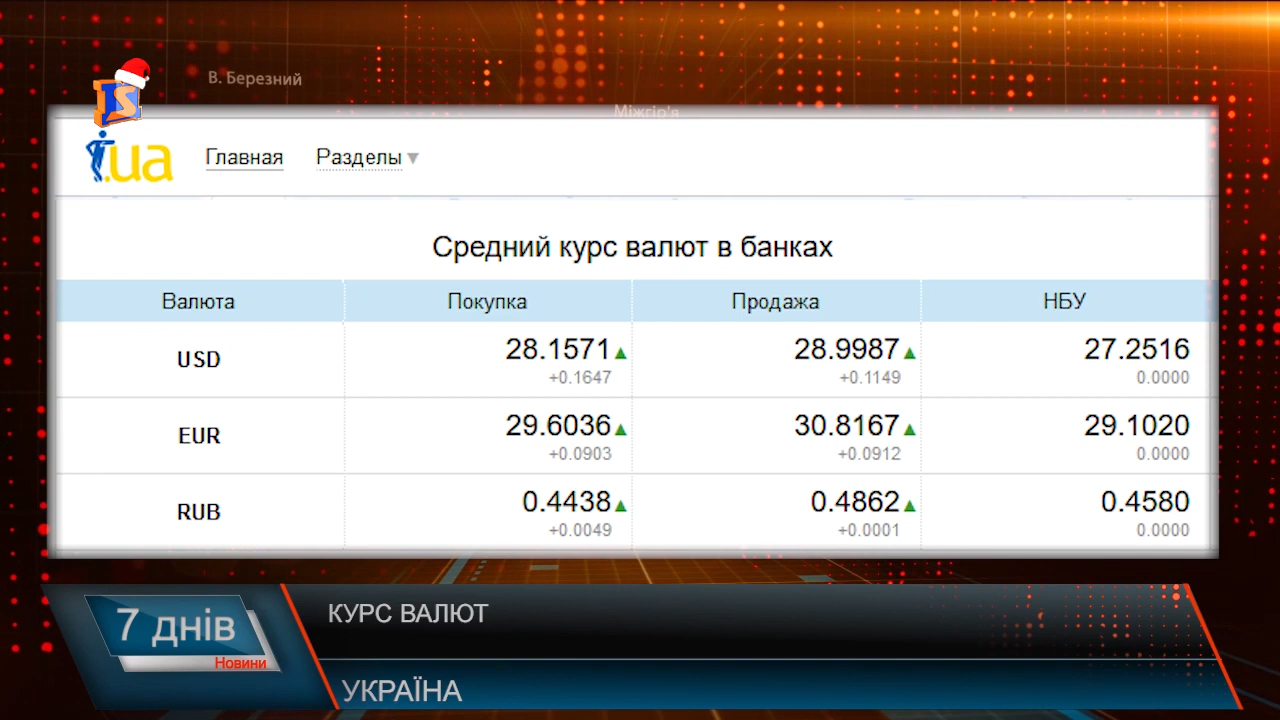 В. Березний
Міжгір'я
IS
i.ua Главная Разделы
Средний курс валют в банках
Валюта Покупка Продажа НБУ
USD 28.1571 28.9987 27.2516
+0.1647 +0.1149 0.0000
EUR 29.6036 30.8167 29.1020
+0.0903 +0.0912 0.0000
RUB 0.4438 0.4862 0.4580
+0.0049 +0.0001 0.0000
7 днів
Новини
КУРС ВАЛЮТ
УКРАЇНА